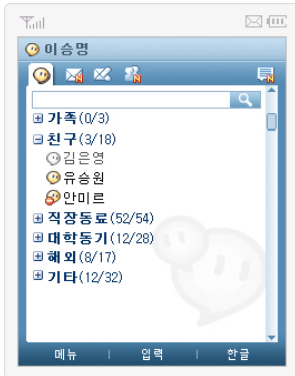 이승명
가족(0/3)
친구(3/18)
김은영
유승원
안미르
직장동료(52/54)
대학동기(12/28)
해외(8/17)
기타(12/32)
메뉴 | 입력 | 한글